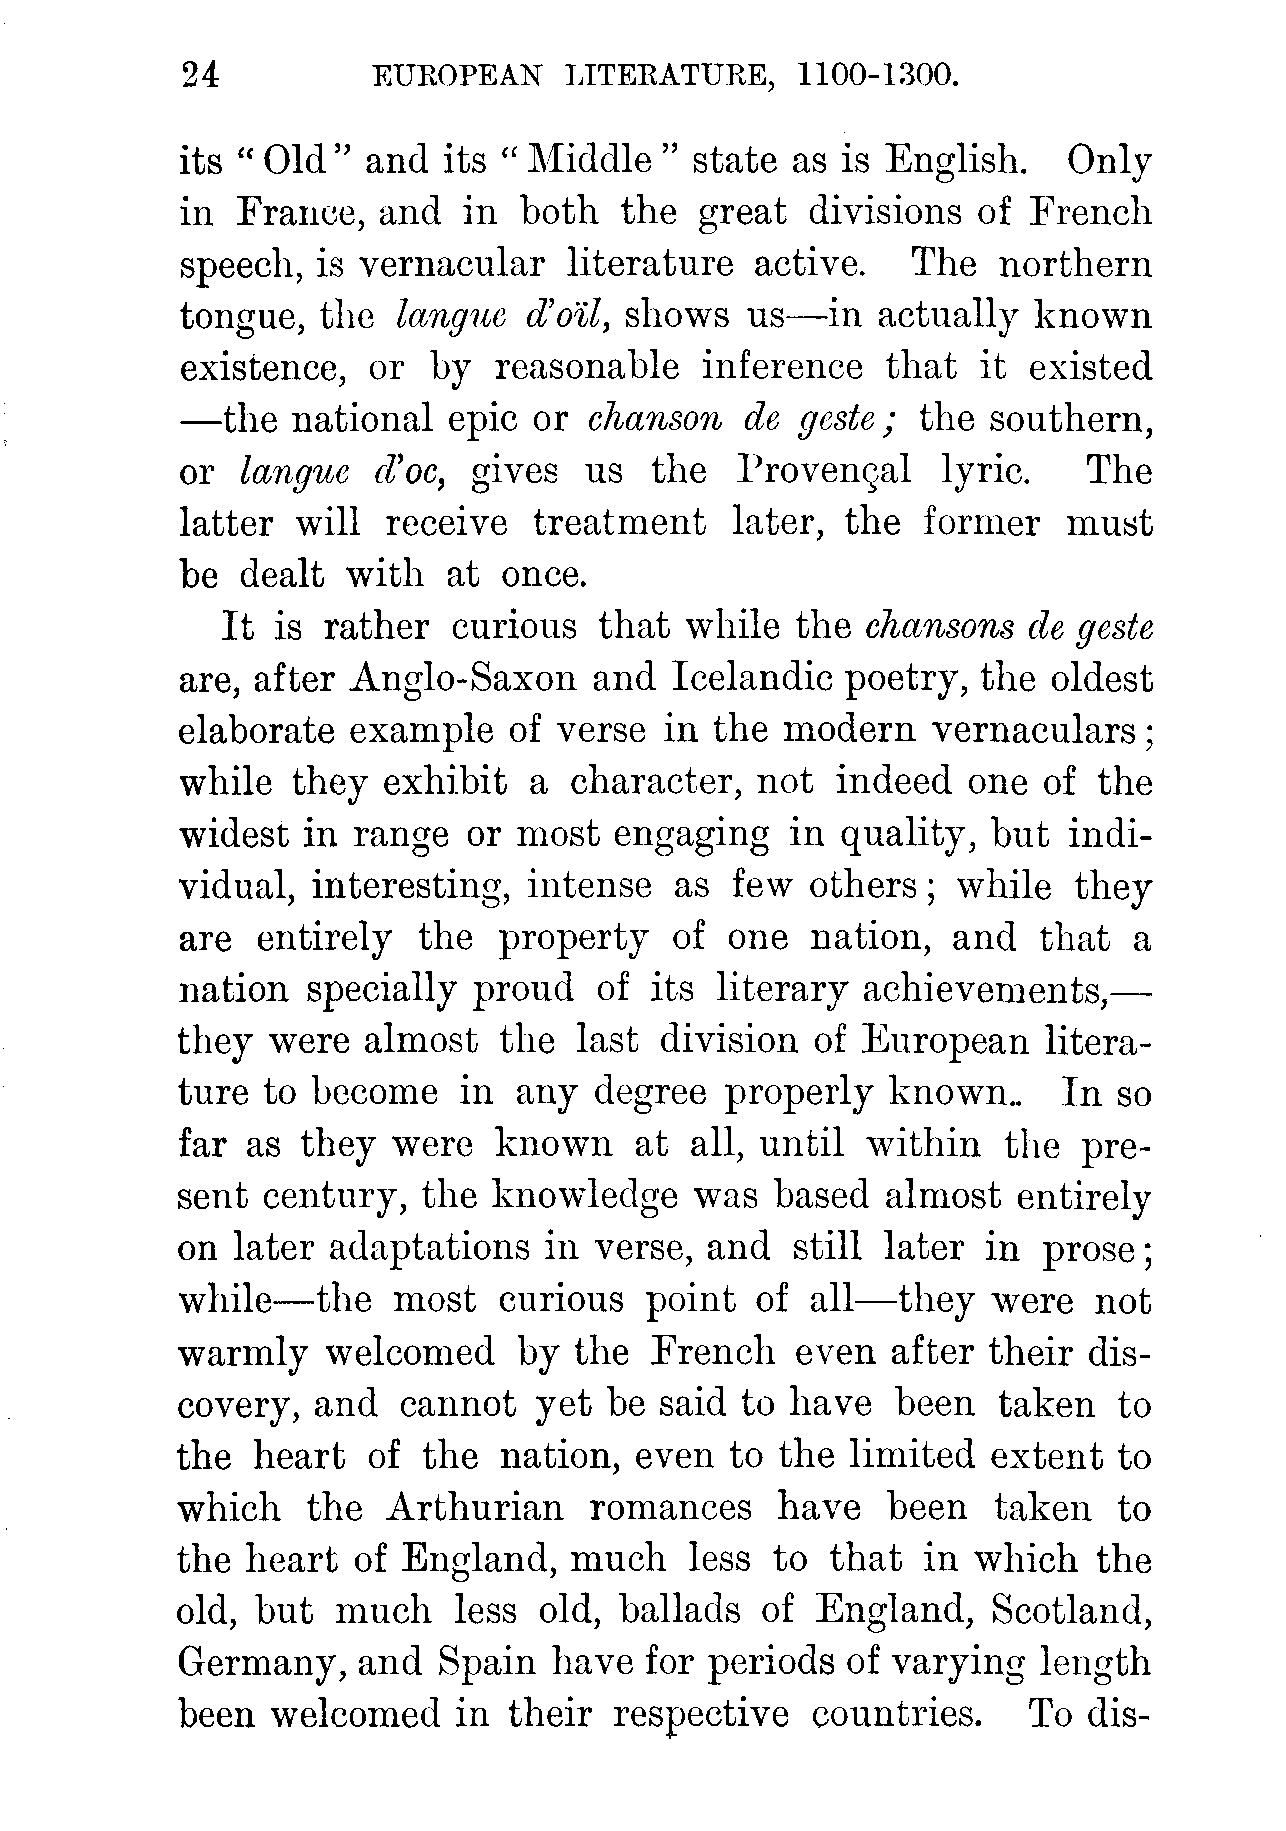 24 EUROPEAN LITERATURE, 1100-1300.
its "Old" and its "Middle" state as is English. Only
in France, and in both the great divisions of French
speech, is vernacular literature active. The northern
tongue, the langue d'oïl, shows us—in actually known
existence, or by reasonable inference that it existed
—the national epic or chanson de geste; the southern,
or langue d'oc, gives us the Provençal lyric. The
latter will receive treatment later, the former must
be dealt with at once.
It is rather curious that while the chansons de geste
are, after Anglo-Saxon and Icelandic poetry, the oldest
elaborate example of verse in the modern vernaculars;
while they exhibit a character, not indeed one of the
widest in range or most engaging in quality, but indi-
vidual, interesting, intense as few others; while they
are entirely the property of one nation, and that a
nation specially proud of its literary achievements,—
they were almost the last division of European litera-
ture to become in any degree properly known.. In so
far as they were known at all, until within the pre-
sent century, the knowledge was based almost entirely
on later adaptations in verse, and still later in prose;
while—the most curious point of all—they were not
warmly welcomed by the French even after their dis-
covery, and cannot yet be said to have been taken to
the heart of the nation, even to the limited extent to
which the Arthurian romances have been taken to
the heart of England, much less to that in which the
old, but much less old, ballads of England, Scotland,
Germany, and Spain have for periods of varying length
been welcomed in their respective countries. To dis-